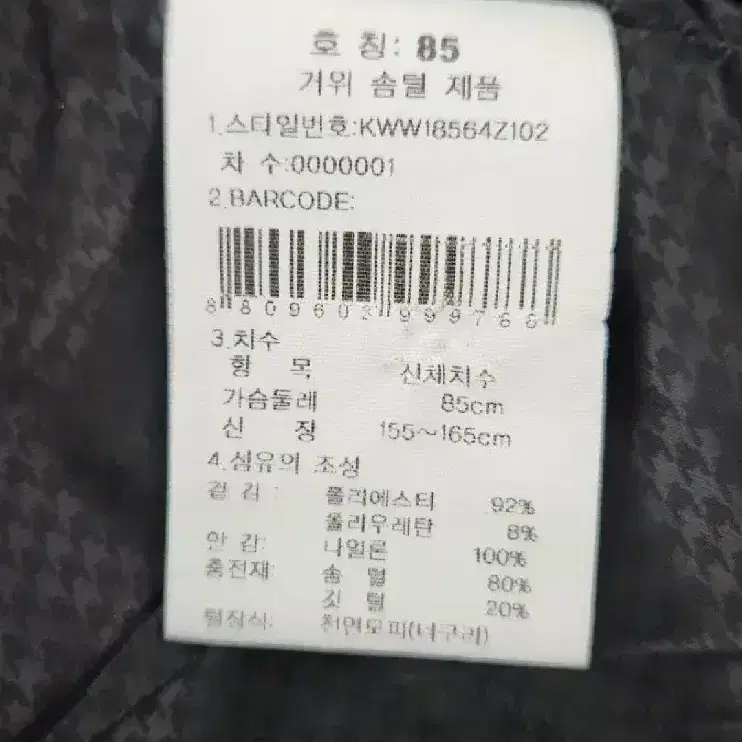 호 칭: 85
거위 솜털 제품
1.스타일번호:KWW18564Z102
차 수:0000001
2.BARCODE:
8 809603 999766
3.치수
항 목 신체치수
가슴둘레 85cm
신 장 155~165cm
4.섬유의 조성
겉 감 : 폴리에스터 92%
폴리우레탄 8%
안 감: 나일론 100%
충전재: 솜 털 80%
깃 털 20%
털장식: 천연모피(너구리)